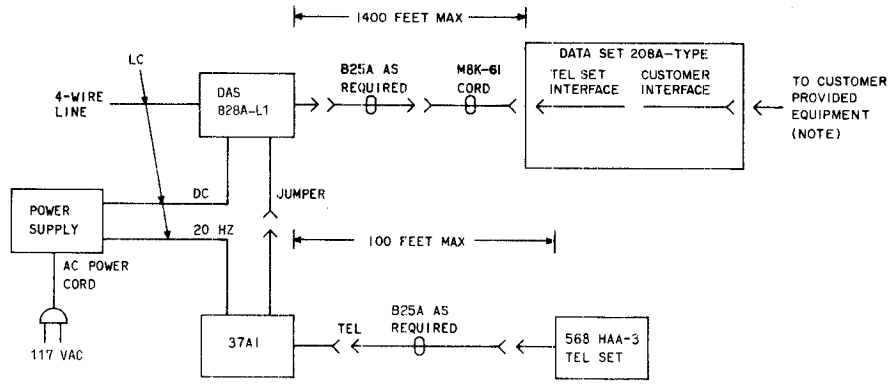 1400 FEET MAX
LC
4-WIRE
LINE
DAS
828A-L1
B25A AS
REQUIRED
M8K-61
CORD
DATA SET 208A-TYPE
TEL SET
INTERFACE
CUSTOMER
INTERFACE
TO CUSTOMER
PROVIDED
EQUIPMENT
(NOTE)
POWER
SUPPLY
DC
JUMPER
20 HZ
100 FEET MAX
AC POWER
CORD
117 VAC
37A1
TEL
B25A AS
REQUIRED
568 HAA-3
TEL SET